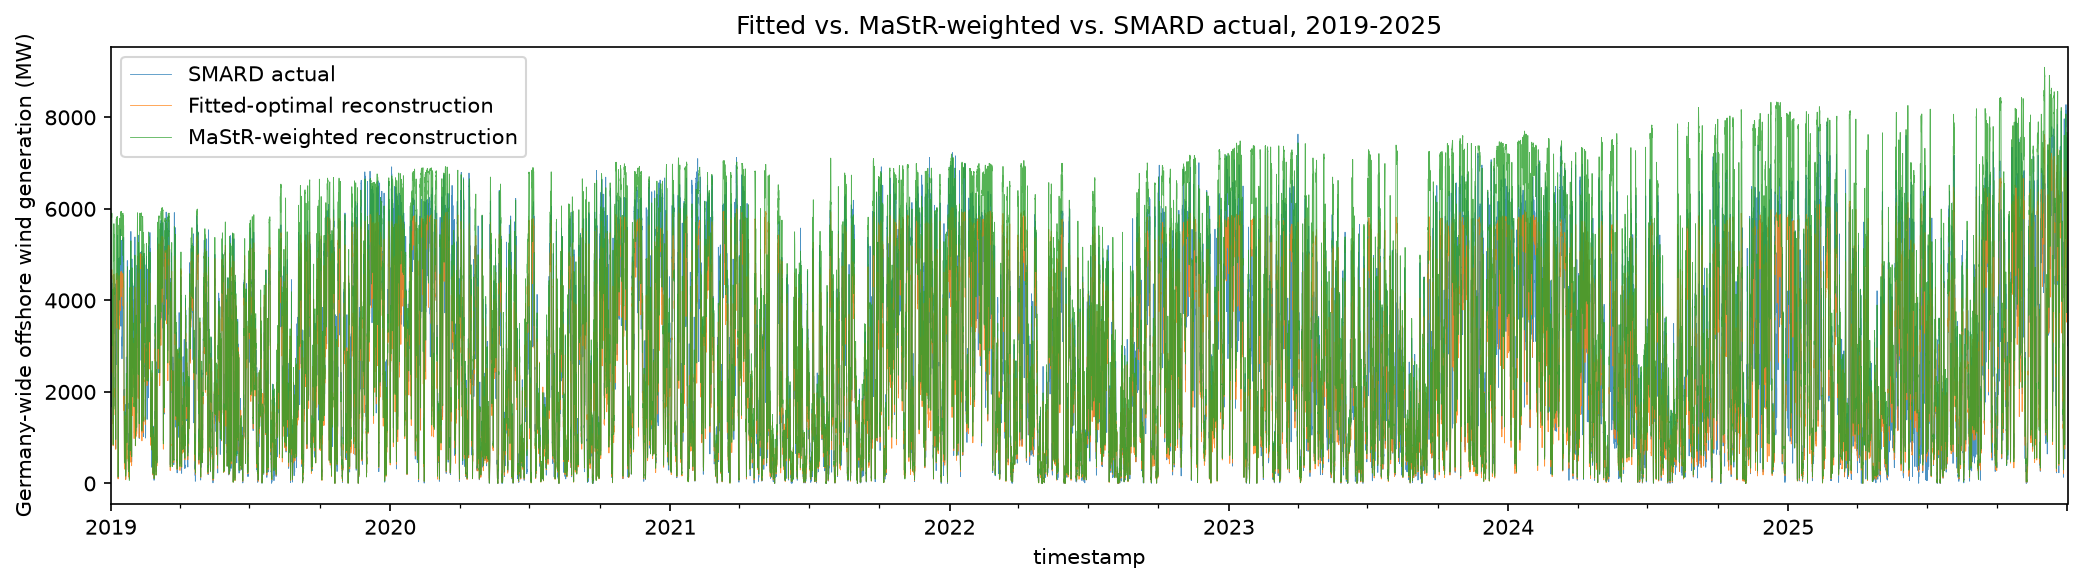 Fitted vs. MaStR-weighted vs. SMARD actual, 2019-2025
Germany-wide offshore wind generation (MW)
8000
6000
4000
2000
0
SMARD actual
Fitted-optimal reconstruction
MaStR-weighted reconstruction
2019 2020 2021 2022 2023 2024 2025
timestamp